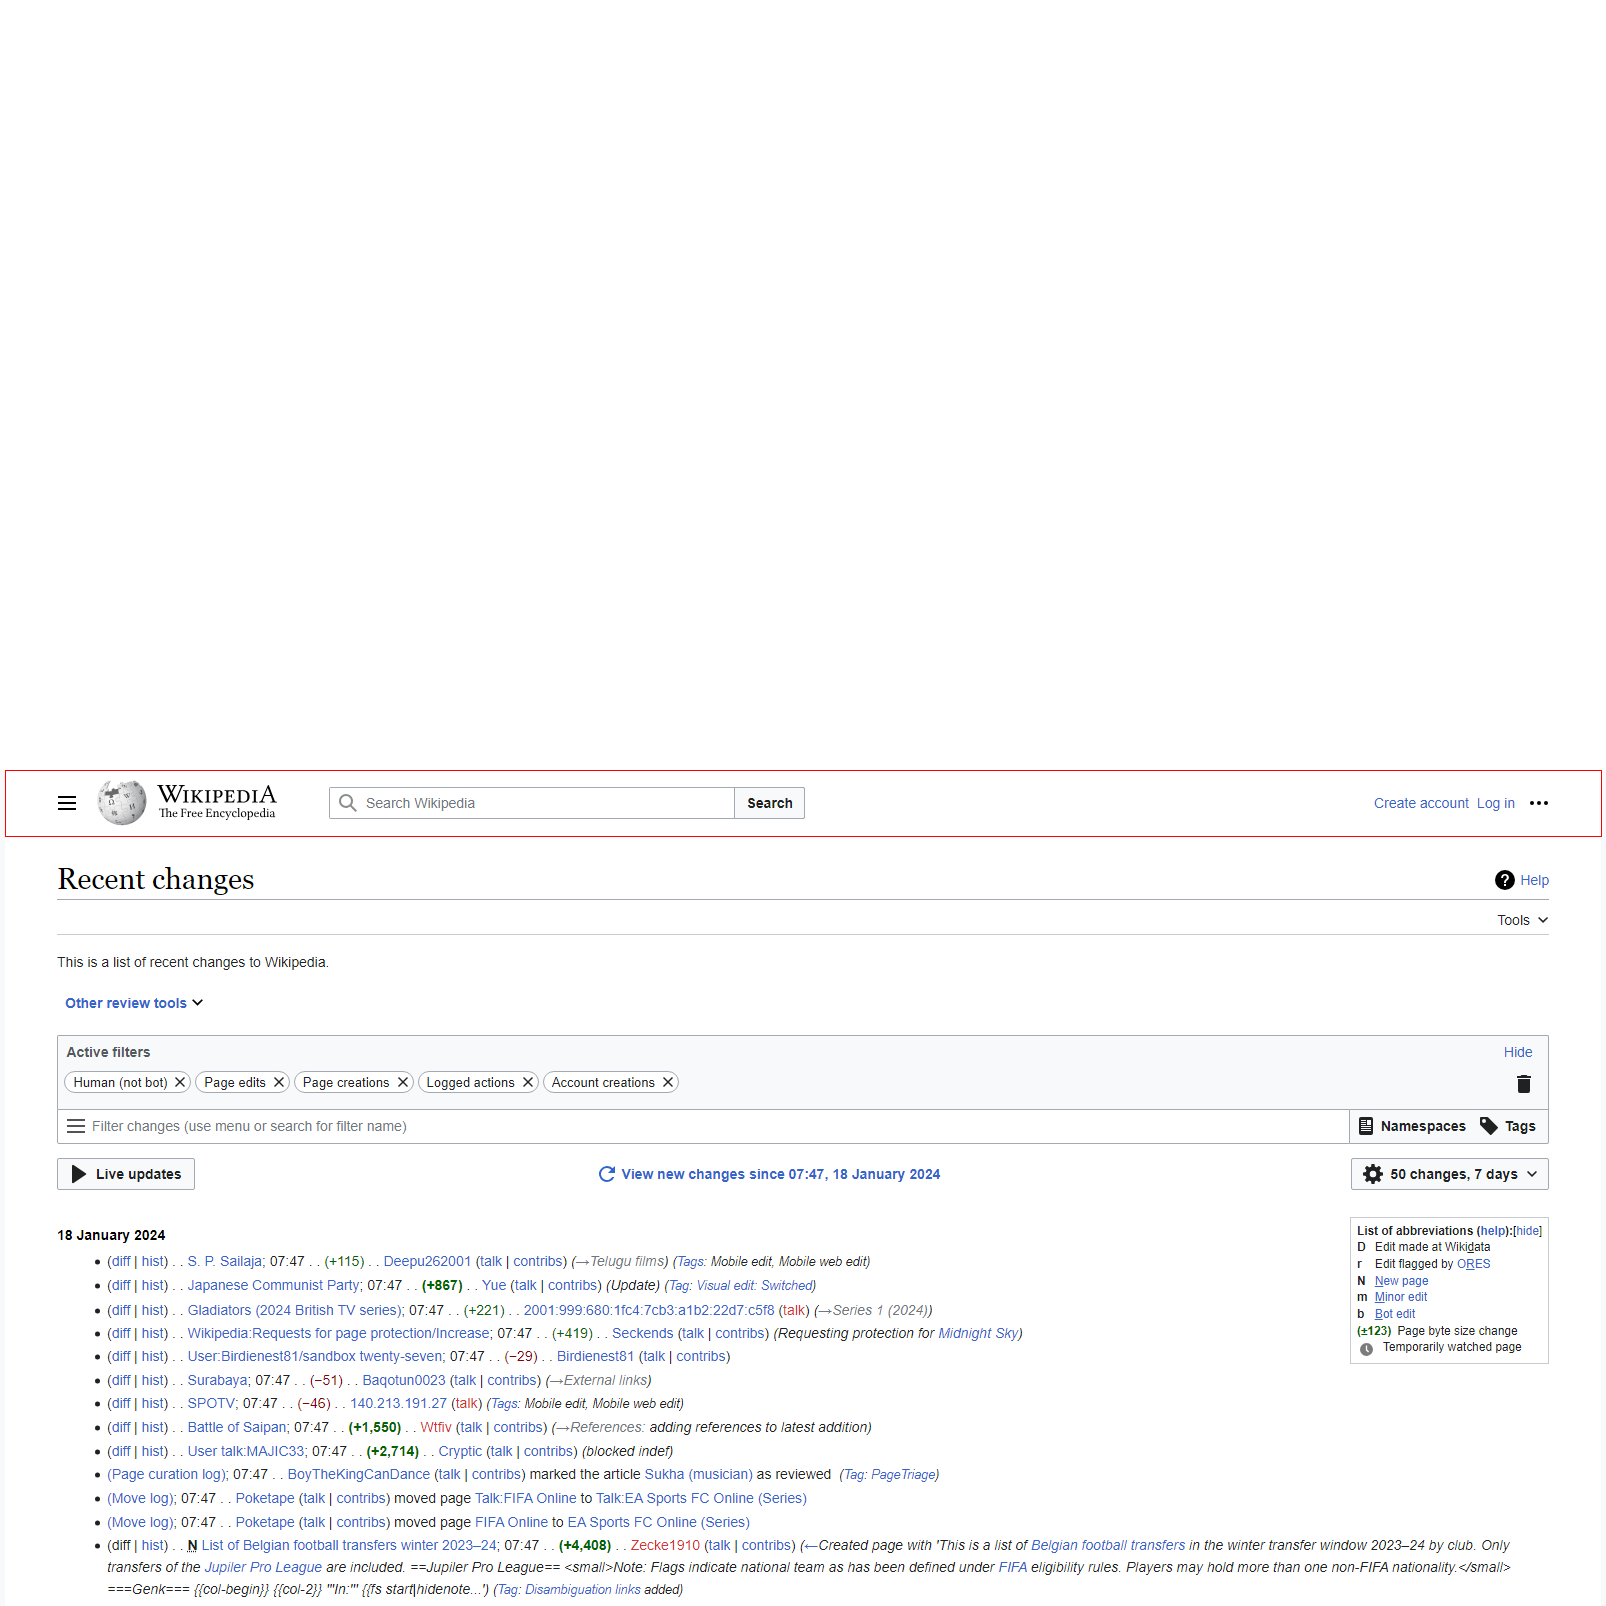 WIKIPEDIA
The Free Encyclopedia
Search Wikipedia Search
Create account Log in
Recent changes
Help
Tools
This is a list of recent changes to Wikipedia.
Other review tools
Active filters Hide
Human (not bot) Page edits Page creations Logged actions Account creations
Filter changes (use menu or search for filter name) Namespaces Tags
Live updates View new changes since 07:47, 18 January 2024 50 changes, 7 days
List of abbreviations (help):[hide]
D Edit made at Wikidata
r Edit flagged by ORES
N New page
m Minor edit
b Bot edit
(±123) Page byte size change
Temporarily watched page
18 January 2024
(diff | hist) . . S. P. Sailaja; 07:47 . . (+115) . . Deepu262001 (talk | contribs) (→Telugu films) (Tags: Mobile edit, Mobile web edit)
(diff | hist) . . Japanese Communist Party; 07:47 . . (+867) . . Yue (talk | contribs) (Update) (Tag: Visual edit: Switched)
(diff | hist) . . Gladiators (2024 British TV series); 07:47 . . (+221) . . 2001:999:680:1fc4:7cb3:a1b2:22d7:c5f8 (talk) (→Series 1 (2024))
(diff | hist) . . Wikipedia:Requests for page protection/Increase; 07:47 . . (+419) . . Seckends (talk | contribs) (Requesting protection for Midnight Sky)
(diff | hist) . . User:Birdienest81/sandbox twenty-seven; 07:47 . . (−29) . . Birdienest81 (talk | contribs)
(diff | hist) . . Surabaya; 07:47 . . (−51) . . Baqotun0023 (talk | contribs) (→External links)
(diff | hist) . . SPOTV; 07:47 . . (−46) . . 140.213.191.27 (talk) (Tags: Mobile edit, Mobile web edit)
(diff | hist) . . Battle of Saipan; 07:47 . . (+1,550) . . Wtfiv (talk | contribs) (→References: adding references to latest addition)
(diff | hist) . . User talk:MAJIC33; 07:47 . . (+2,714) . . Cryptic (talk | contribs) (blocked indef)
(Page curation log); 07:47 . . BoyTheKingCanDance (talk | contribs) marked the article Sukha (musician) as reviewed (Tag: PageTriage)
(Move log); 07:47 . . Poketape (talk | contribs) moved page Talk:FIFA Online to Talk:EA Sports FC Online (Series)
(Move log); 07:47 . . Poketape (talk | contribs) moved page FIFA Online to EA Sports FC Online (Series)
(diff | hist) . . N List of Belgian football transfers winter 2023–24; 07:47 . . (+4,408) . . Zecke1910 (talk | contribs) (←Created page with 'This is a list of Belgian football transfers in the winter transfer window 2023–24 by club. Only
transfers of the Jupiler Pro League are included. ==Jupiler Pro League== <small>Note: Flags indicate national team as has been defined under FIFA eligibility rules. Players may hold more than one non-FIFA nationality.</small>
===Genk=== {{col-begin}} {{col-2}} '''In:''' {{fs start|hidenote...') (Tag: Disambiguation links added)